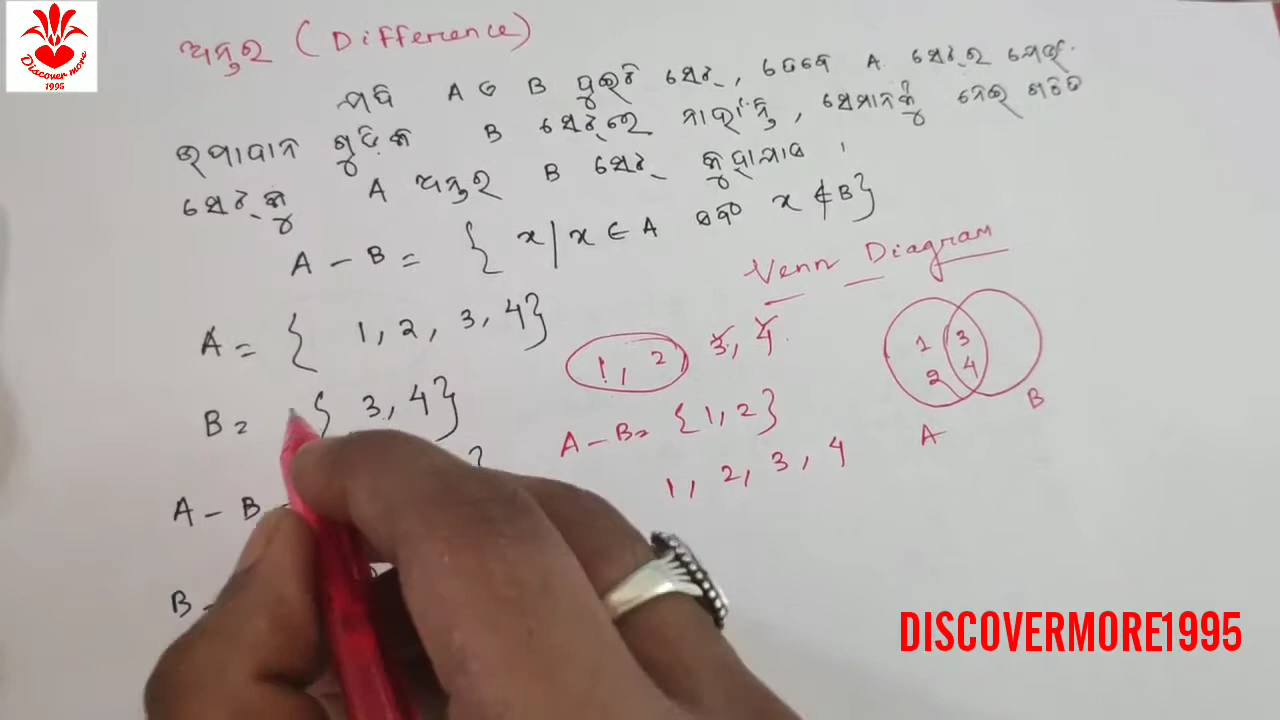 Discover more
1995
ଅନ୍ତର (Difference)
ଯଦି A ଓ B ଦୁଇଟି ସେଟ୍, ତେବେ A ସେଟ୍‌ର ଯେଉଁ
ଉପାଦାନ ଗୁଡ଼ିକ B ସେଟ୍‌ରେ ନାହାଁନ୍ତି, ସେମାନଙ୍କୁ ନେଇ ଗଠିତ
ସେଟ୍‌କୁ A ଅନ୍ତର B ସେଟ୍ କୁହାଯାଏ ।
A - B = { x | x ∈ A ଏବଂ x ∉ B}
Venn Diagram
A = { 1, 2, 3, 4}
1, 2 3, 4
1 3
2 4
B = { 3, 4}
A - B = {1, 2}
A
B
1, 2, 3, 4
A - B
B -
DISCOVERMORE1995